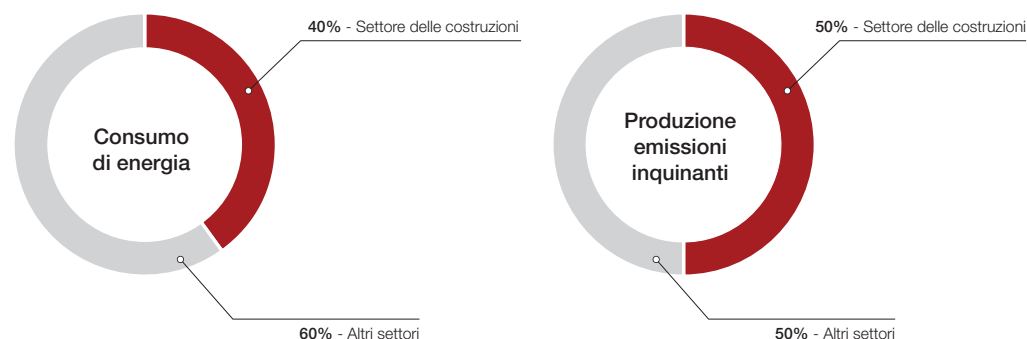 40% - Settore delle costruzioni
Consumo
di energia
60% - Altri settori
50% - Settore delle costruzioni
Produzione
emissioni
inquinanti
50% - Altri settori